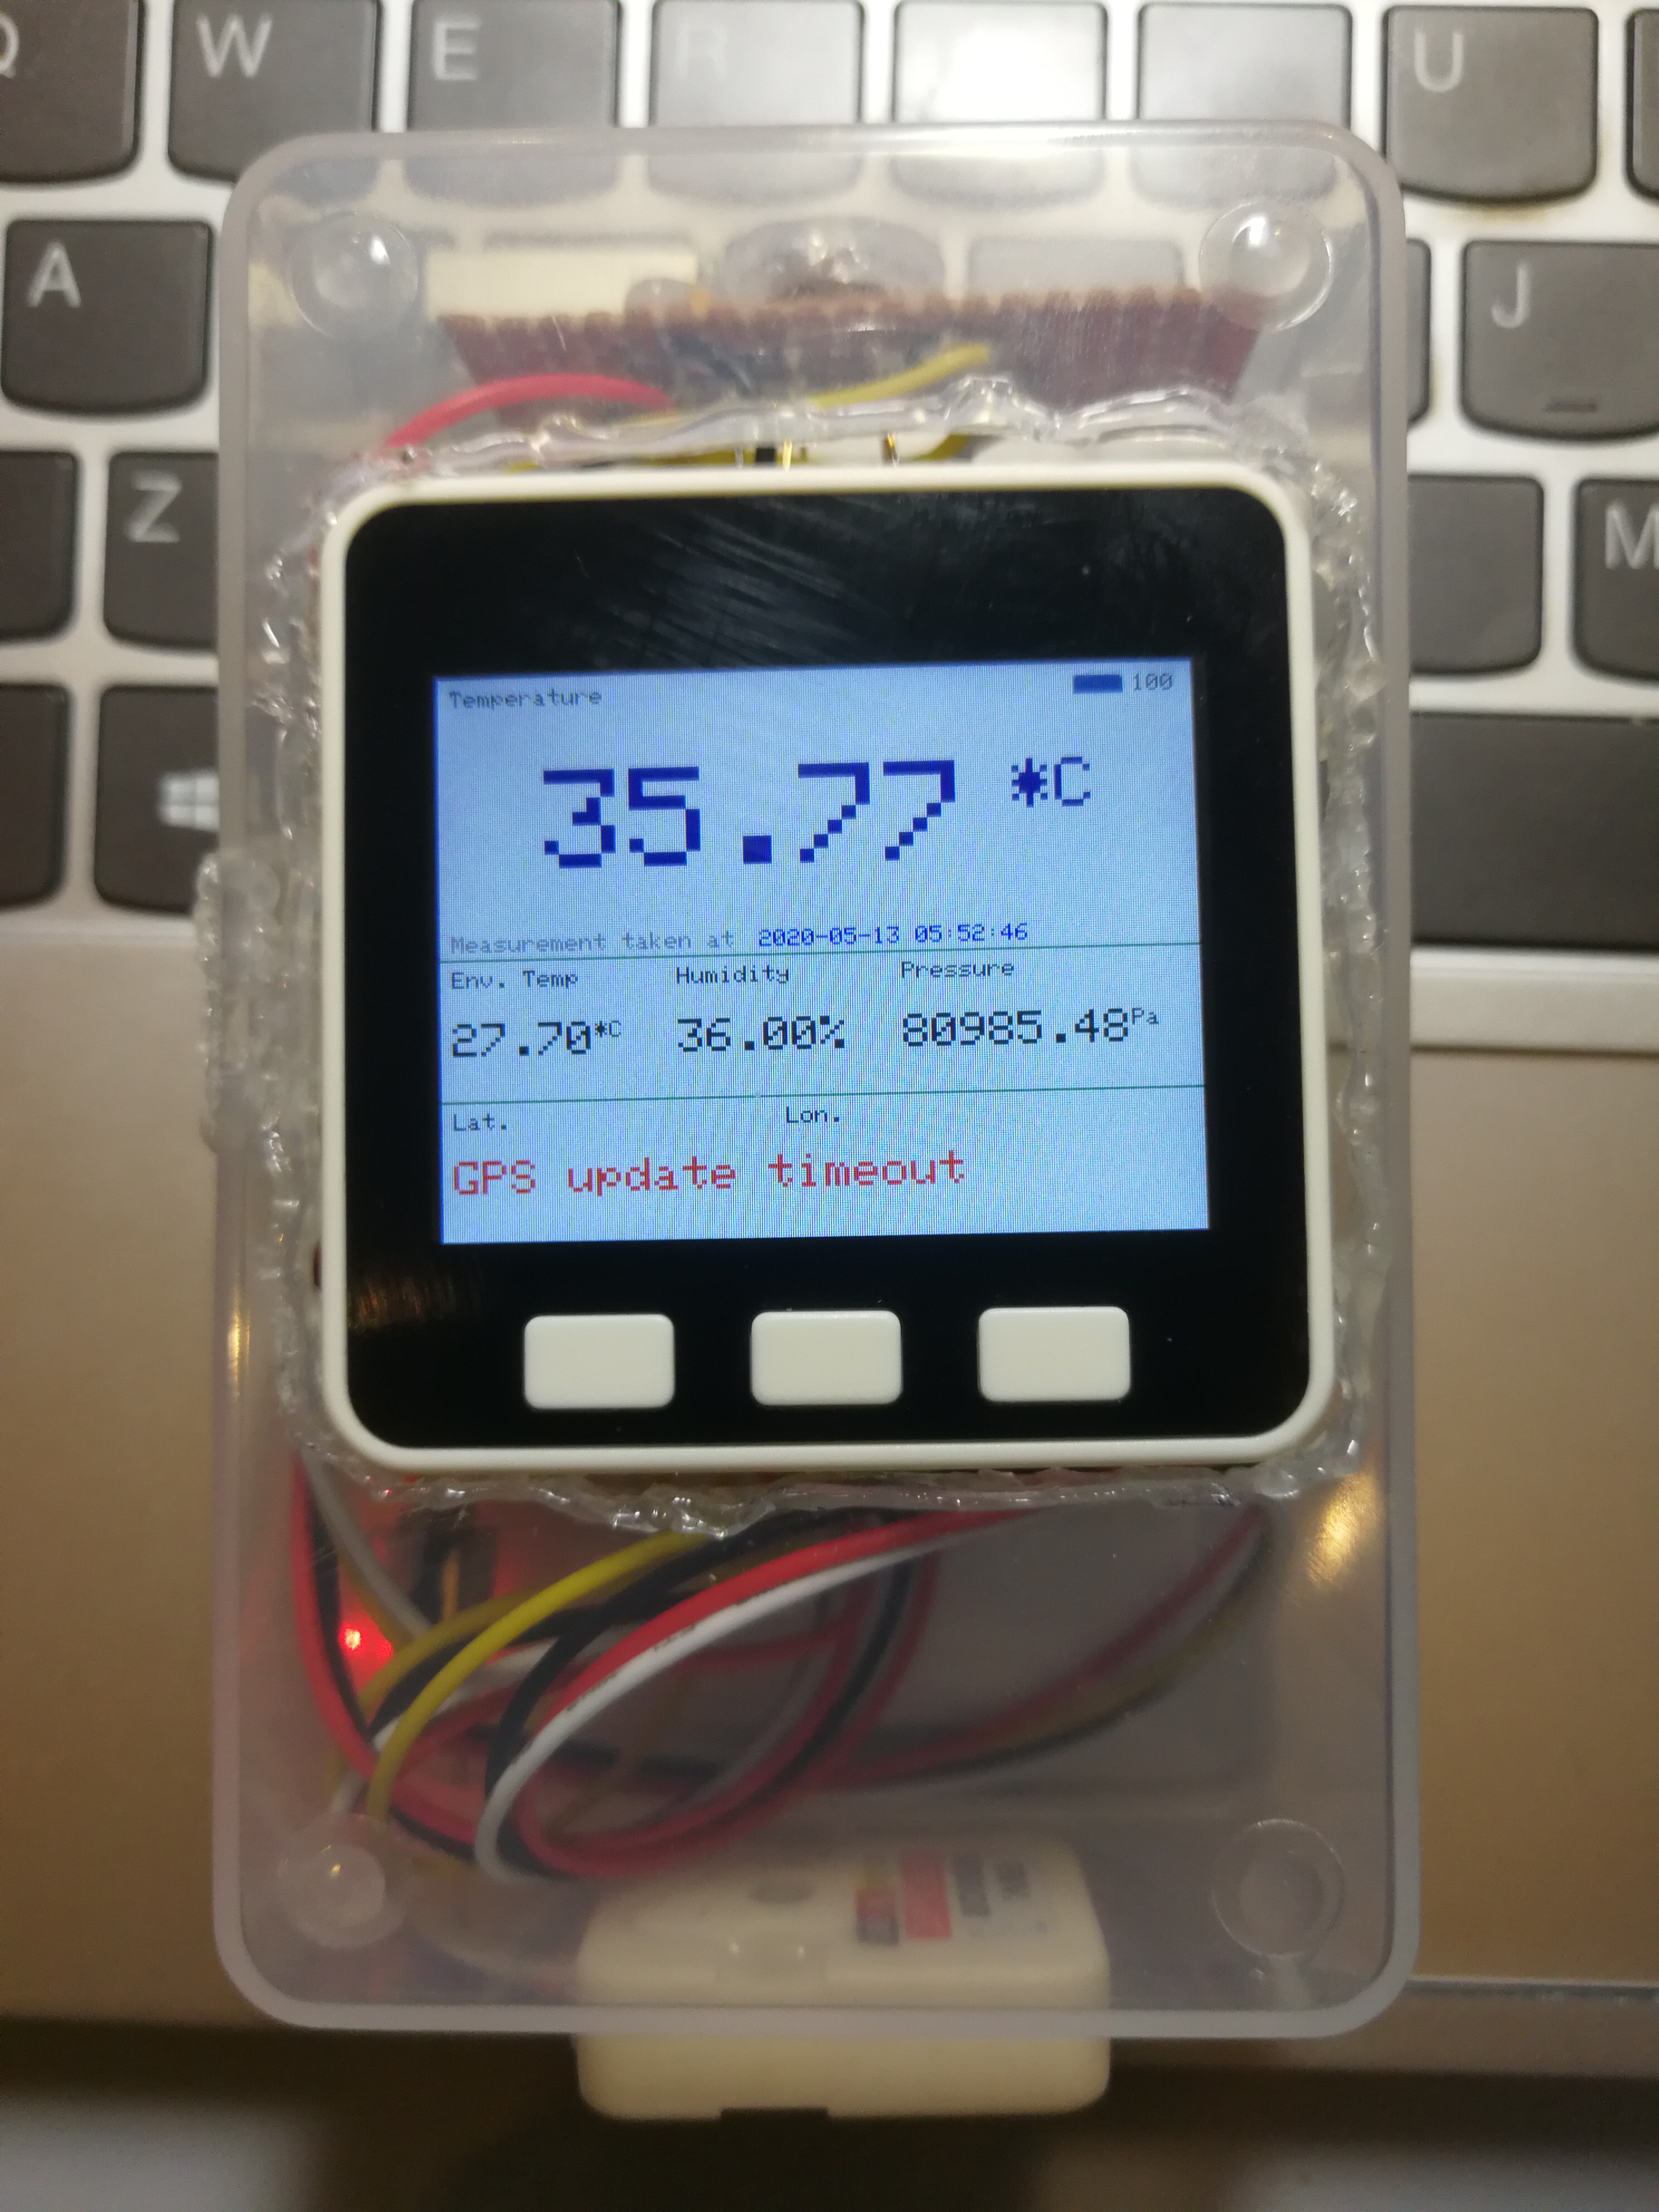 Q W E R U
A J
Z M
Temperature 100
35.77 *C
Measurement taken at 2020-05-13 05:52:46
Env. Temp Humidity Pressure
27.70*C 36.00% 80985.48Pa
Lat. Lon.
GPS update timeout